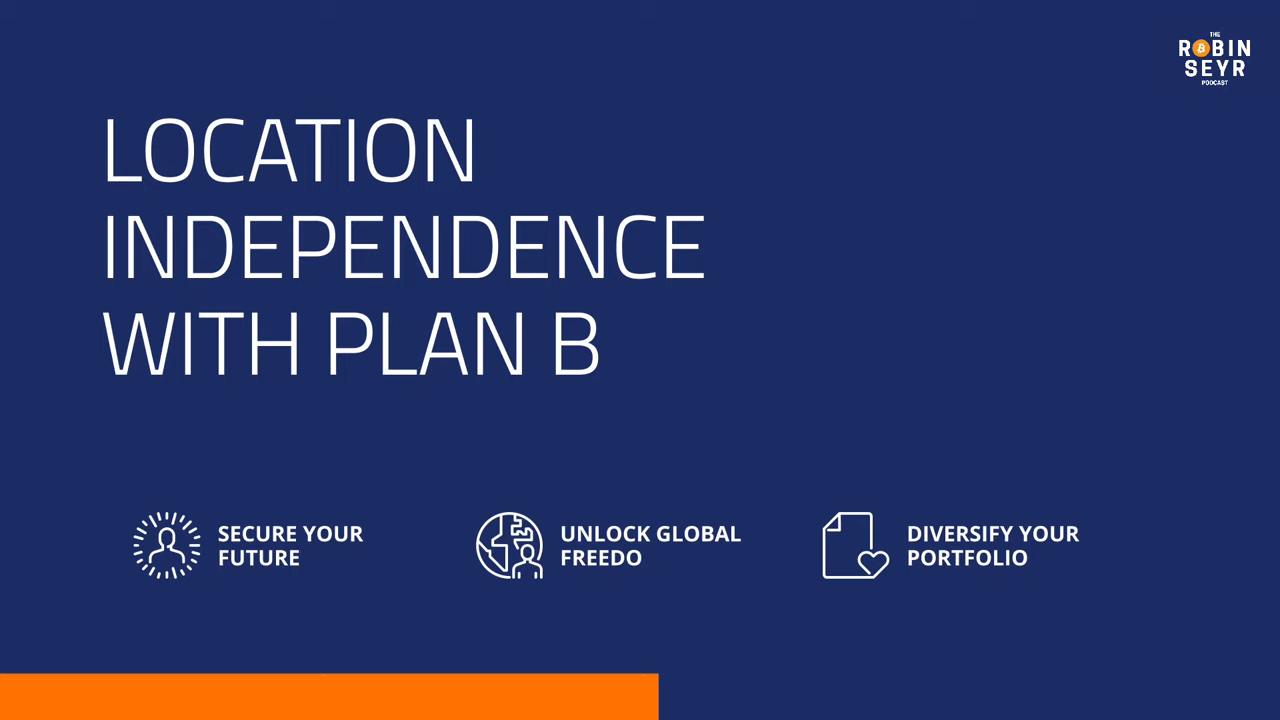 THE
ROBIN
SEYR
PODCAST
LOCATION
INDEPENDENCE
WITH PLAN B
SECURE YOUR
FUTURE
UNLOCK GLOBAL
FREEDO
DIVERSIFY YOUR
PORTFOLIO